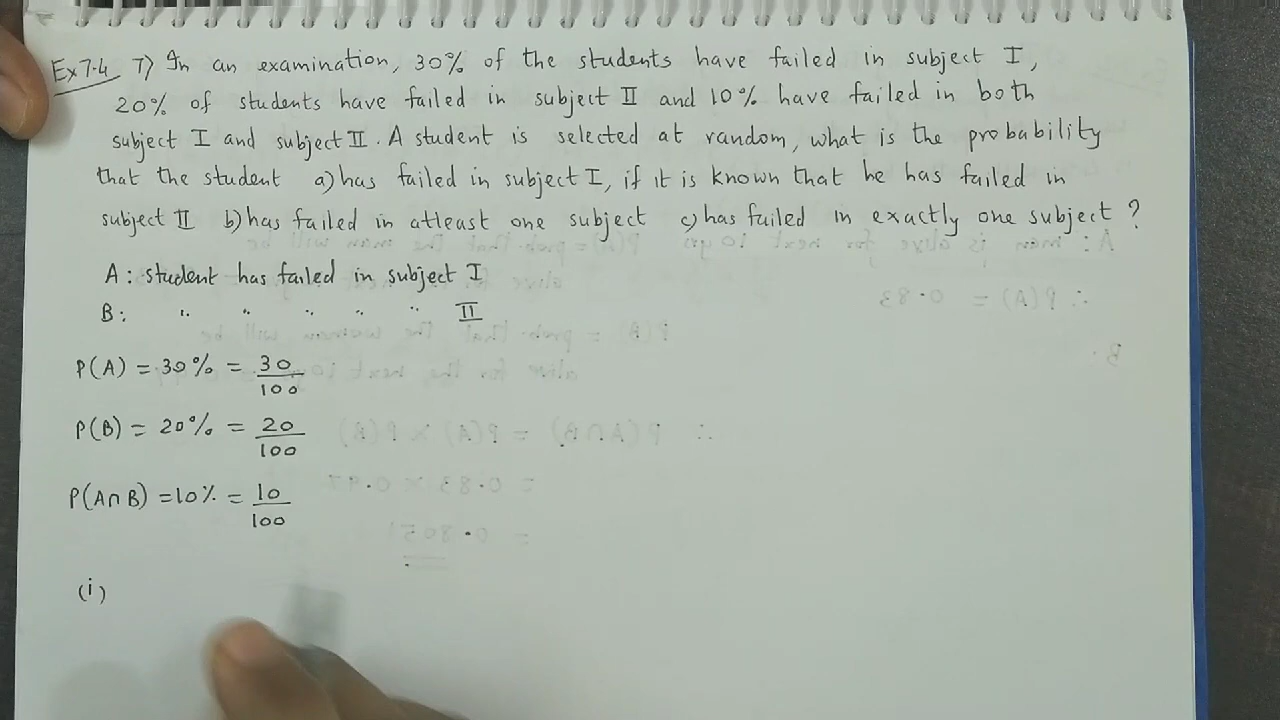 Ex 7.4 7) In an examination, 30% of the students have failed in subject I,
20% of students have failed in subject II and 10% have failed in both
subject I and subject II. A student is selected at random, what is the probability
that the student a) has failed in subject I, if it is known that he has failed in
subject II b) has failed in atleast one subject c) has failed in exactly one subject ?
A : student has failed in subject I
B : " " " " " II
P(A) = 30% = 30/100
P(B) = 20% = 20/100
P(A∩B) = 10% = 10/100
(i)